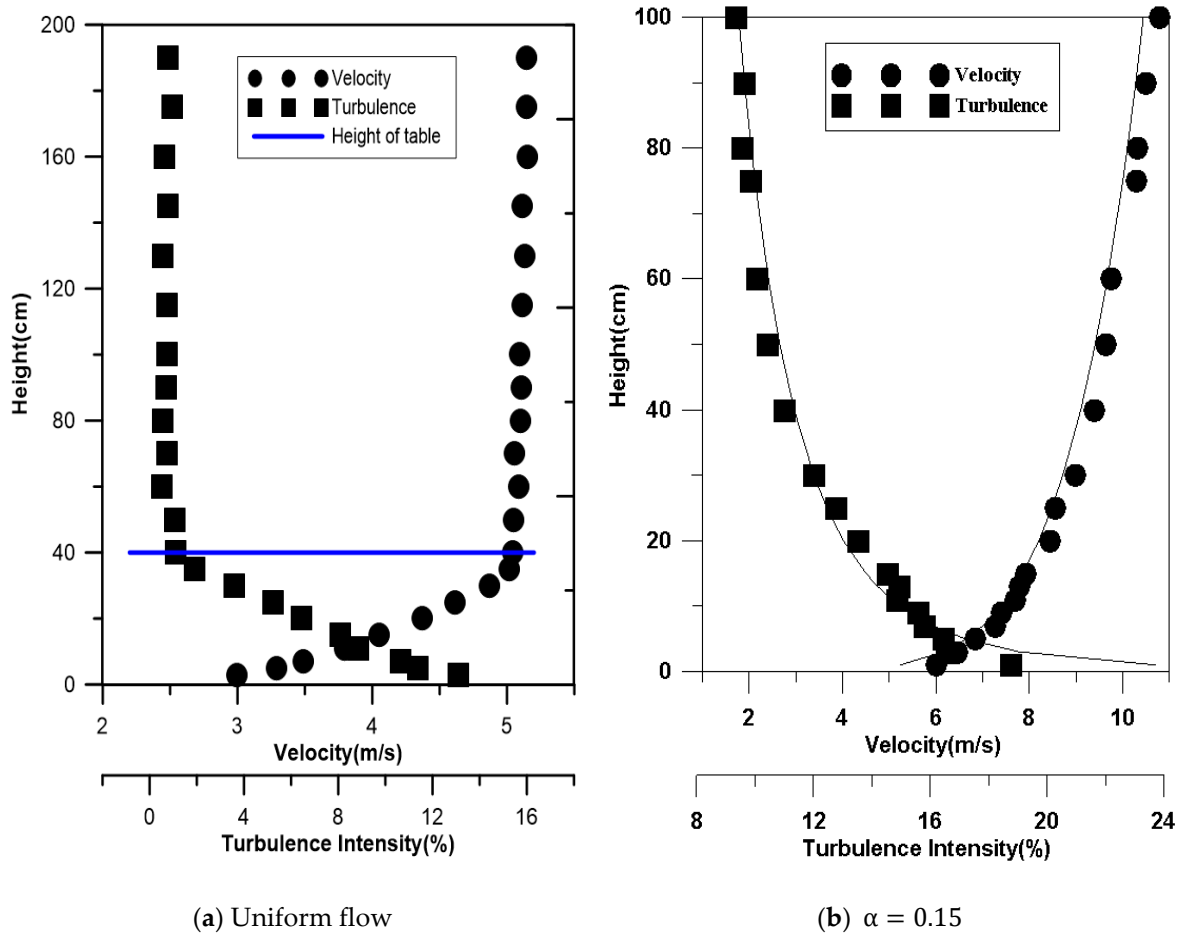 200
160
120
80
40
0
Height(cm)
Velocity
Turbulence
Height of table
2 3 4 5
Velocity(m/s)
0 4 8 12 16
Turbulence Intensity(%)
(a) Uniform flow
100
80
60
40
20
0
Height(cm)
Velocity
Turbulence
2 4 6 8 10
Velocity(m/s)
8 12 16 20 24
Turbulence Intensity(%)
(b) α = 0.15